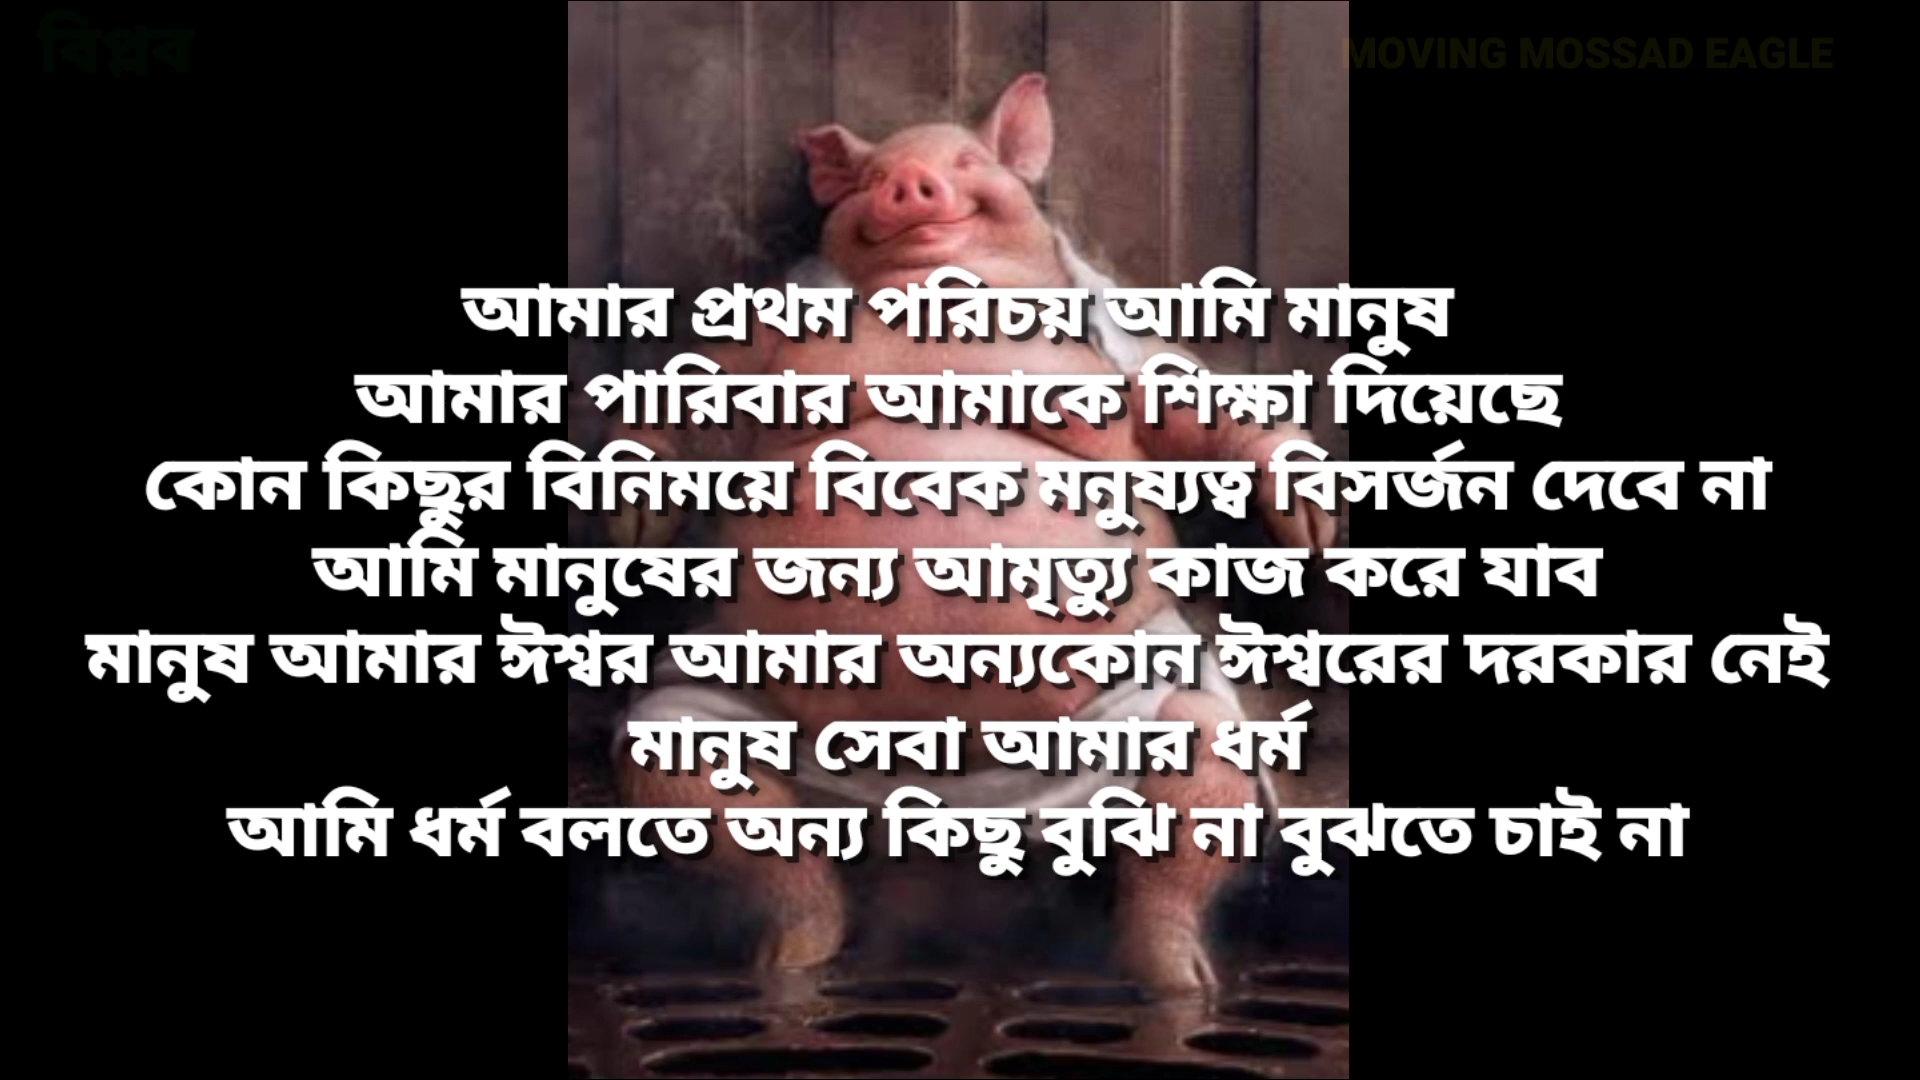 বিপ্লব
MOVING MOSSAD EAGLE
আমার প্রথম পরিচয় আমি মানুষ
আমার পারিবার আমাকে শিক্ষা দিয়েছে
কোন কিছুর বিনিময়ে বিবেক মনুষ্যত্ব বিসর্জন দেবে না
আমি মানুষের জন্য আমৃত্যু কাজ করে যাব
মানুষ আমার ঈশ্বর আমার অন্যকোন ঈশ্বরের দরকার নেই
মানুষ সেবা আমার ধর্ম
আমি ধর্ম বলতে অন্য কিছু বুঝি না বুঝতে চাই না